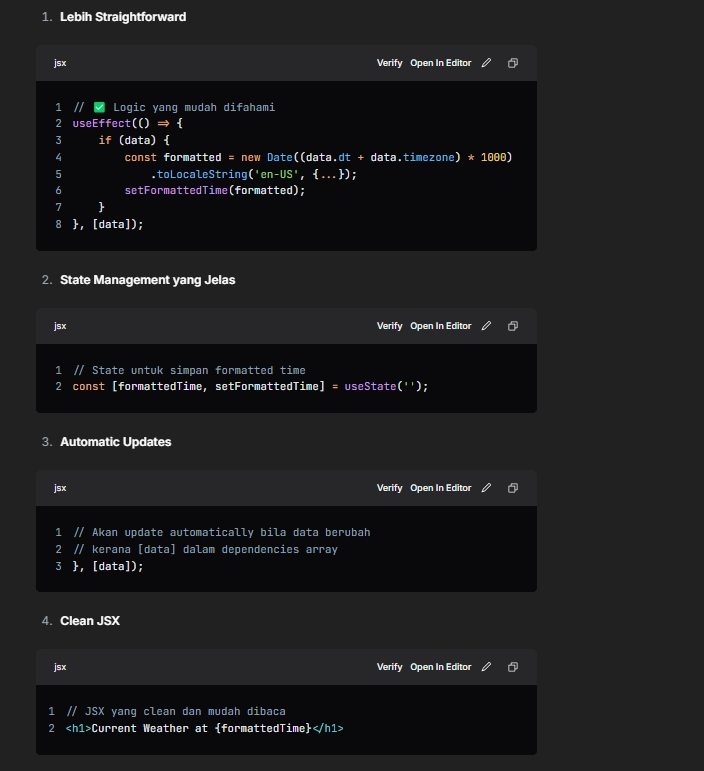 1. Lebih Straightforward
jsx Verify Open In Editor
1 // ✅ Logic yang mudah difahami
2 useEffect(() => {
3     if (data) {
4         const formatted = new Date((data.dt + data.timezone) * 1000)
5             .toLocaleString('en-US', {...});
6         setFormattedTime(formatted);
7     }
8 }, [data]);
2. State Management yang Jelas
jsx Verify Open In Editor
1 // State untuk simpan formatted time
2 const [formattedTime, setFormattedTime] = useState('');
3. Automatic Updates
jsx Verify Open In Editor
1 // Akan update automatically bila data berubah
2 // kerana [data] dalam dependencies array
3 }, [data]);
4. Clean JSX
jsx Verify Open In Editor
1 // JSX yang clean dan mudah dibaca
2 <h1>Current Weather at {formattedTime}</h1>